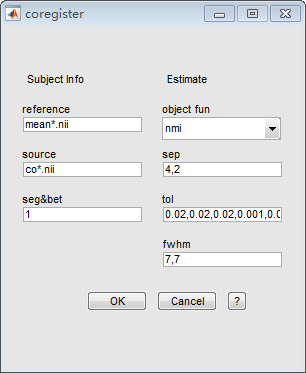 coregister
Subject Info
Estimate
reference
object fun
mean*.nii
nmi
source
sep
co*.nii
4,2
seg&bet
tol
1
0.02,0.02,0.02,0.001,0.0
fwhm
7,7
OK
Cancel
?